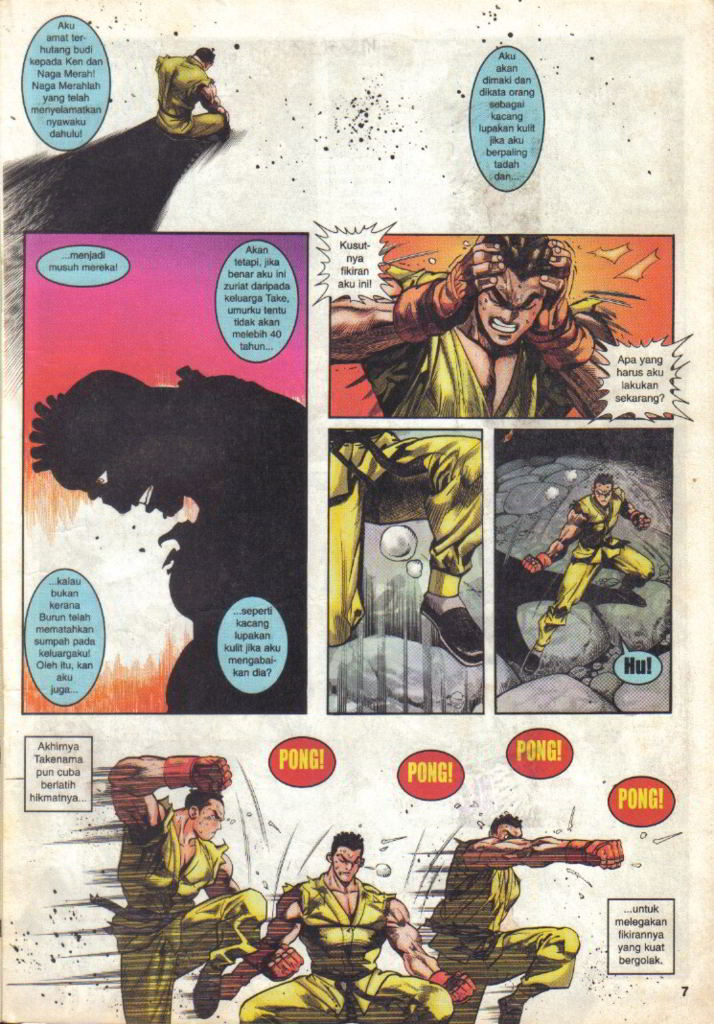 Aku
amat ter-
hutang budi
kepada Ken dan
Naga Merah!
Naga Merahlah
yang telah
menyelamatkan
nyawaku
dahulu!
Aku
akan
dimaki dan
dikata orang
sebagai
kacang
lupakan kulit
jika aku
berpaling
tadah
dan...
...menjadi
musuh mereka!
Akan
tetapi, jika
benar aku ini
zuriat daripada
keluarga Take,
umurku tentu
tidak akan
melebih 40
tahun...
...kalau
bukan
kerana
Burun telah
mematahkan
sumpah pada
keluargaku!
Oleh itu, kan
aku
juga...
...seperti
kacang
lupakan
kulit jika aku
mengabai-
kan dia?
Kusut-
nya
fikiran
aku ini!
Apa yang
harus aku
lakukan
sekarang?
Hu!
Akhirnya
Takenama
pun cuba
berlatih
hikmatnya...
PONG!
PONG!
PONG!
PONG!
...untuk
melegakan
fikirannya
yang kuat
bergolak.
7